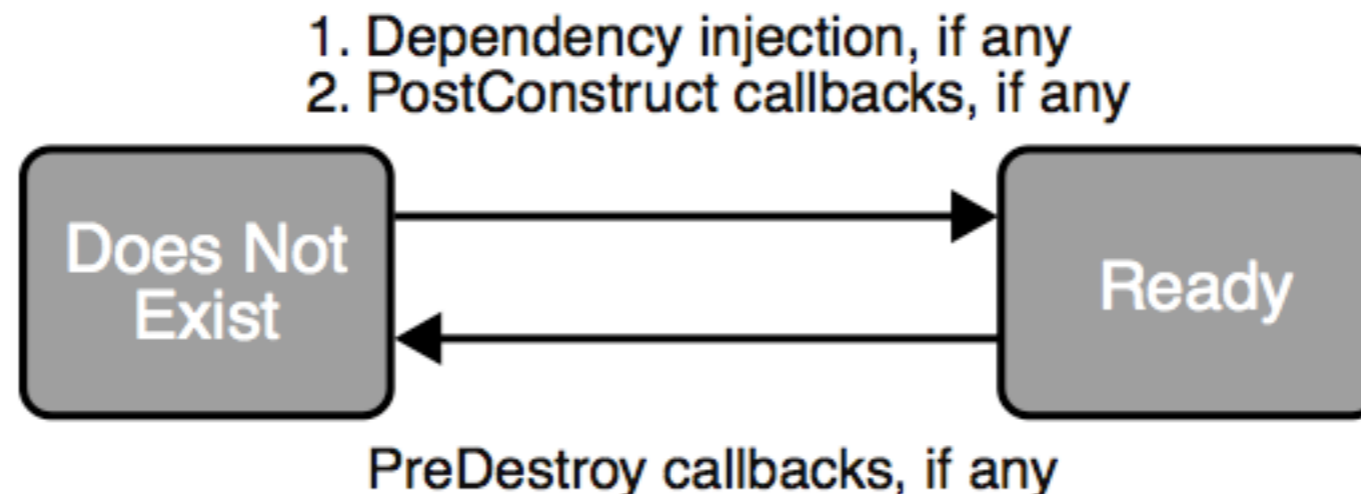 1. Dependency injection, if any
2. PostConstruct callbacks, if any
Does Not
Exist
Ready
PreDestroy callbacks, if any